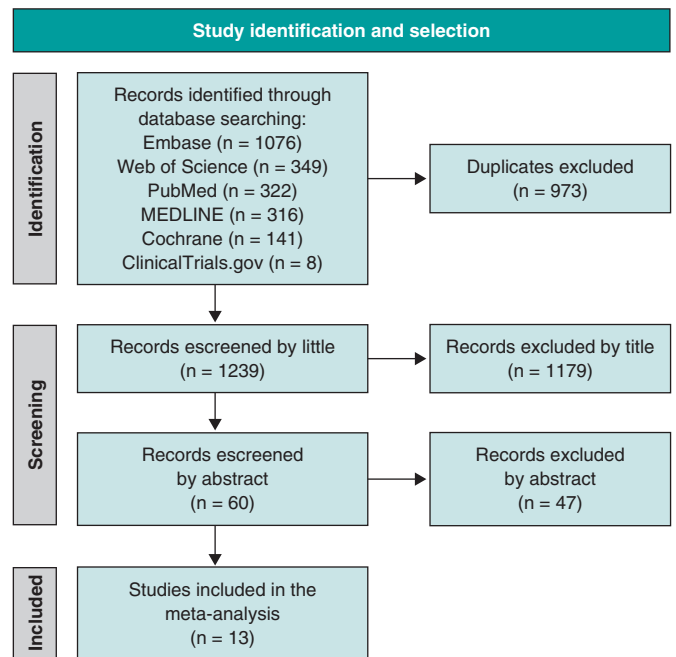 Study identification and selection
Identification
Records identified through
database searching:
Embase (n = 1076)
Web of Science (n = 349)
PubMed (n = 322)
MEDLINE (n = 316)
Cochrane (n = 141)
ClinicalTrials.gov (n = 8)
Duplicates excluded
(n = 973)
Screening
Records escreened by little
(n = 1239)
Records excluded by title
(n = 1179)
Records escreened
by abstract
(n = 60)
Records excluded
by abstract
(n = 47)
Included
Studies included in the
meta-analysis
(n = 13)